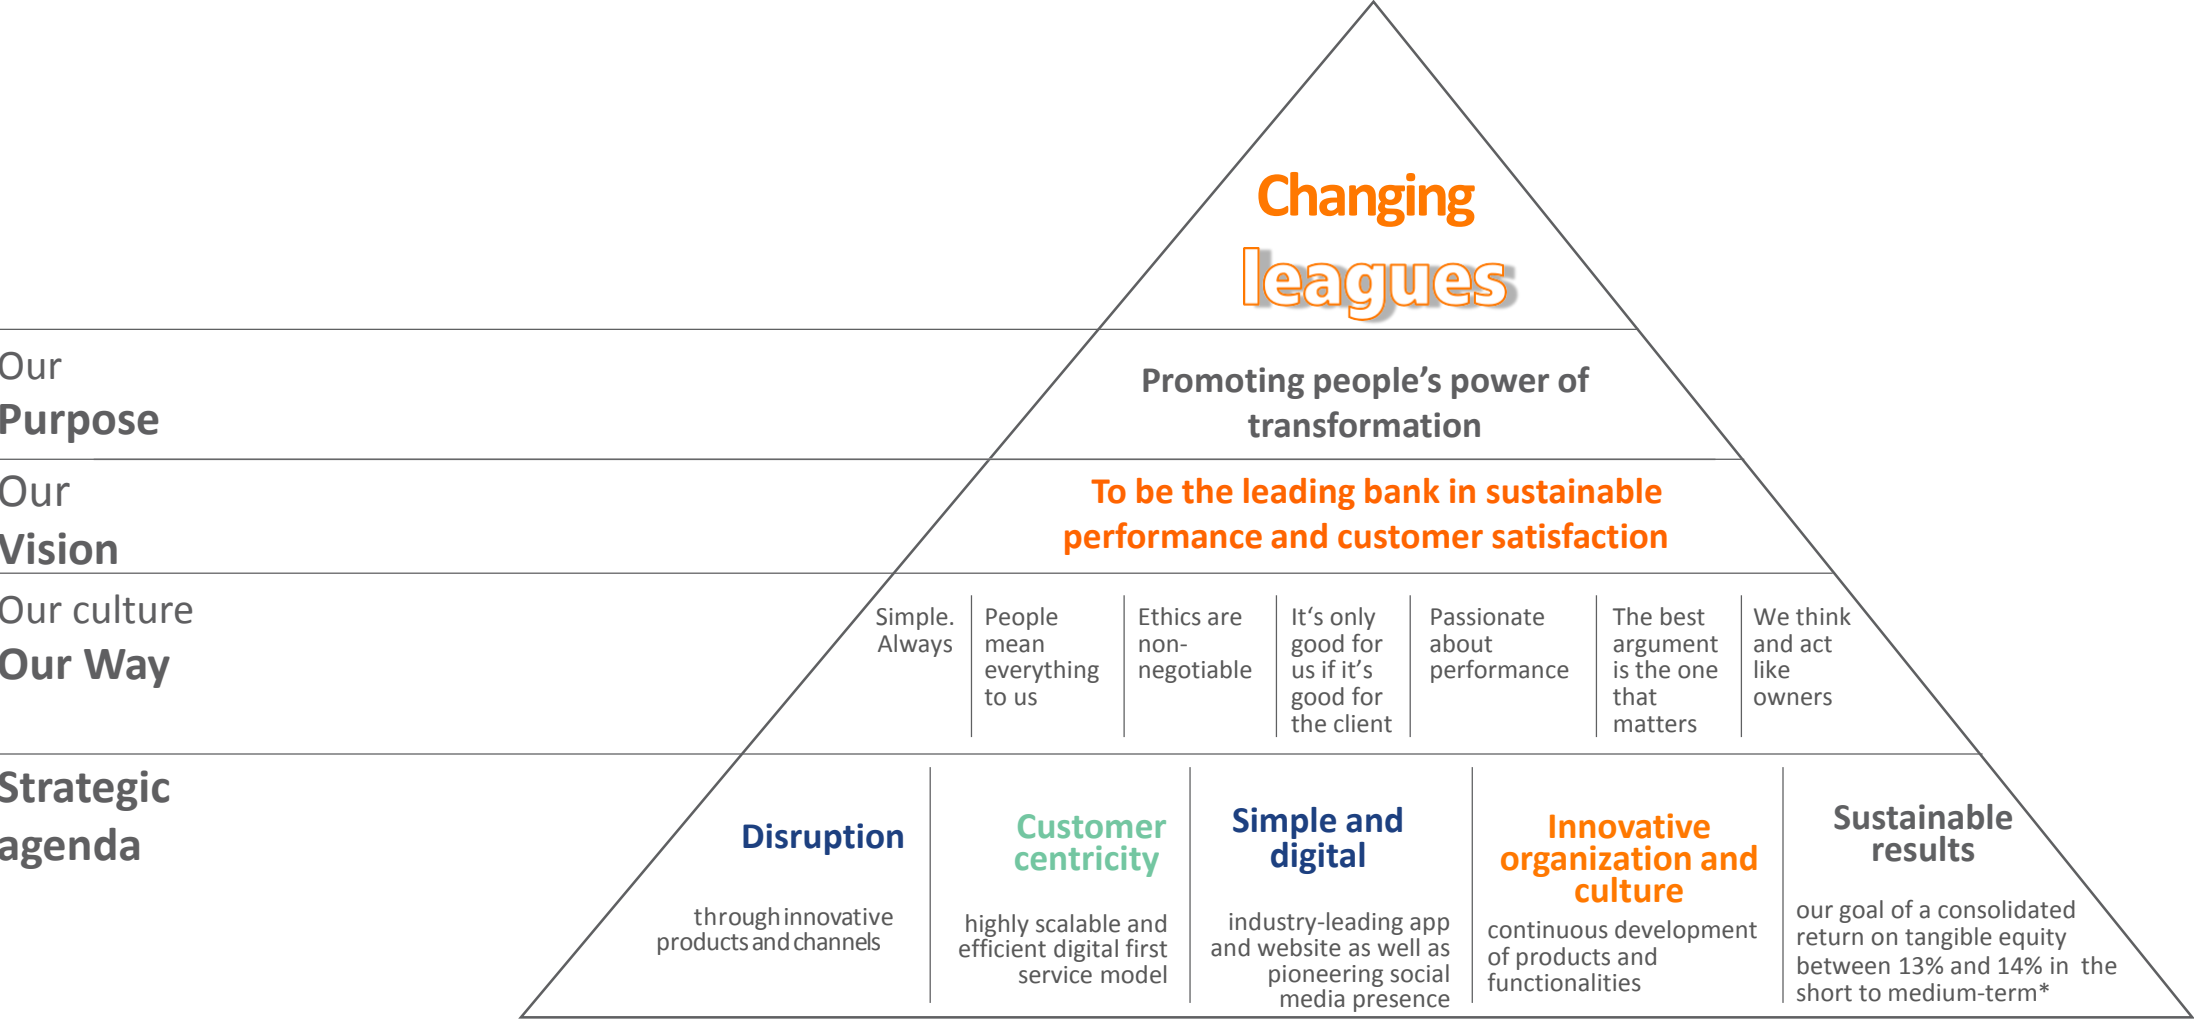 Changing
leagues
Our
Purpose
Promoting people’s power of
transformation
Our
Vision
To be the leading bank in sustainable
performance and customer satisfaction
Our culture
Our Way
Simple.
Always
People
mean
everything
to us
Ethics are
non-
negotiable
It‘s only
good for
us if it’s
good for
the client
Passionate
about
performance
The best
argument
is the one
that
matters
We think
and act
like
owners
Strategic
agenda
Disruption
through innovative
products and channels
Customer
centricity
highly scalable and
efficient digital first
service model
Simple and
digital
industry-leading app
and website as well as
pioneering social
media presence
Innovative
organization and
culture
continuous development
of products and
functionalities
Sustainable
results
our goal of a consolidated
return on tangible equity
between 13% and 14% in the
short to medium-term*